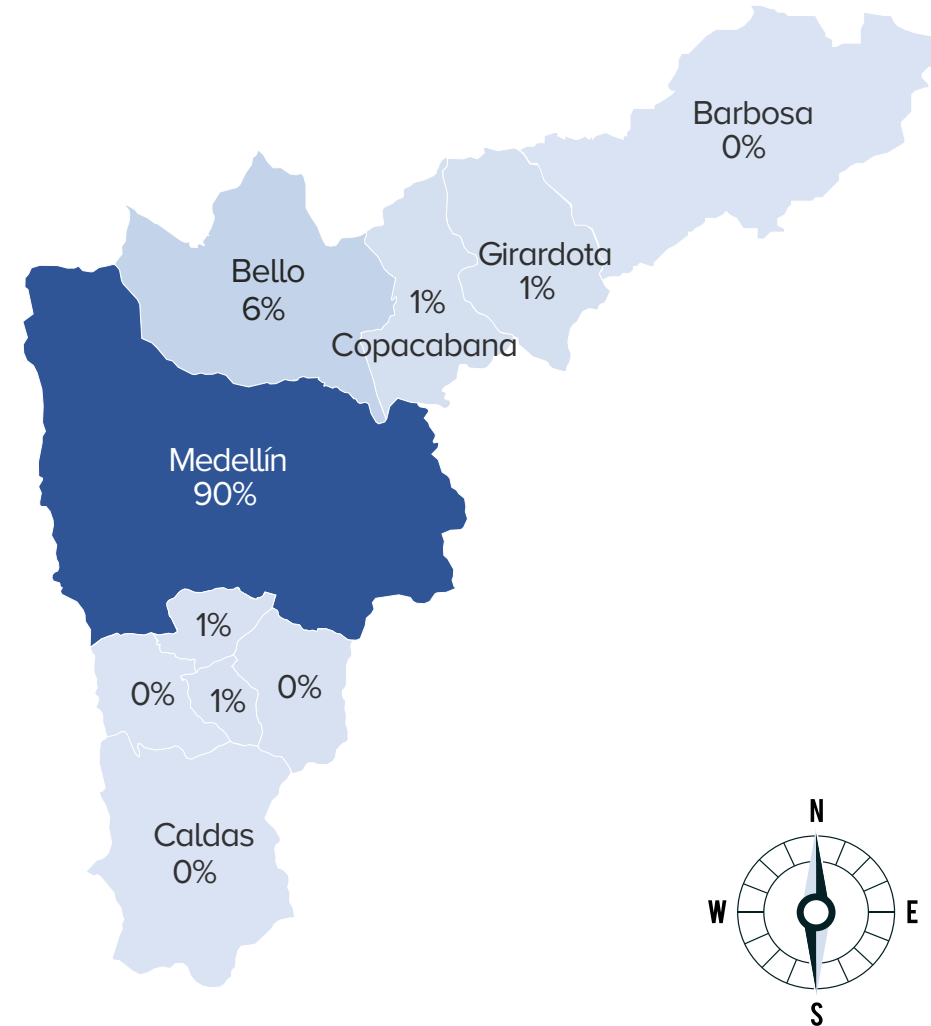 Barbosa
0%
Girardota
1%
Bello
6%
1%
Copacabana
Medellín
90%
1%
0%
1%
0%
Caldas
0%
N
W
E
S